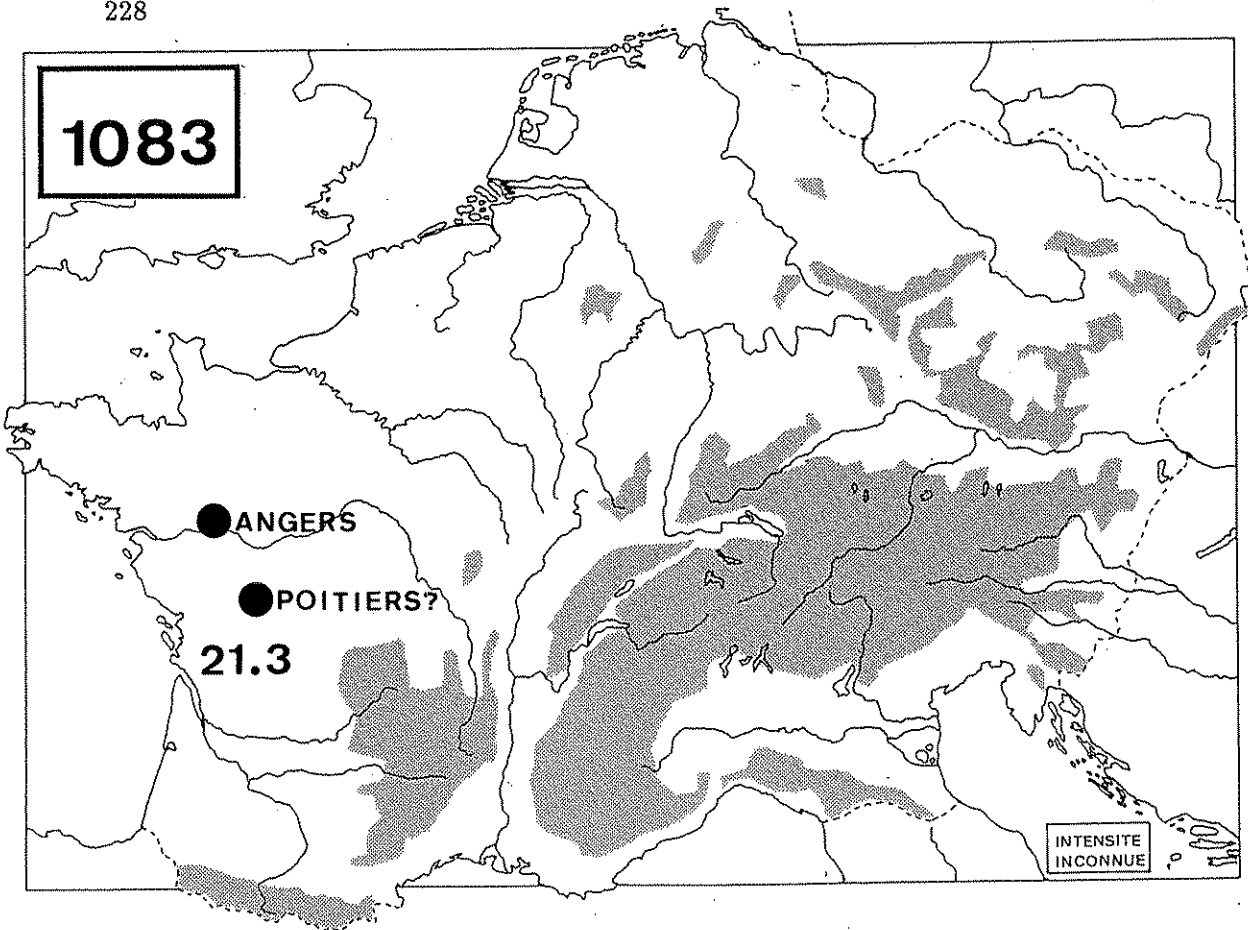 228
1083
ANGERS
POITIERS?
21.3
INTENSITE
INCONNUE